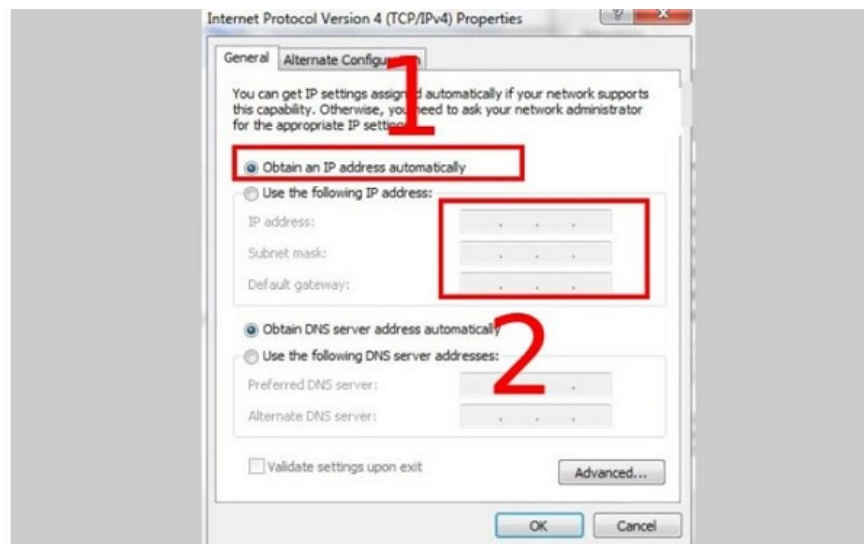 Internet Protocol Version 4 (TCP/IPv4) Properties
General
Alternate Configuration
1
You can get IP settings assigned automatically if your network supports
this capability. Otherwise, you need to ask your network administrator
for the appropriate IP settings.
Obtain an IP address automatically
Use the following IP address:
IP address:
Subnet mask:
Default gateway:
Obtain DNS server address automatically
2
Use the following DNS server addresses:
Preferred DNS server:
Alternate DNS server:
Validate settings upon exit
Advanced...
OK
Cancel